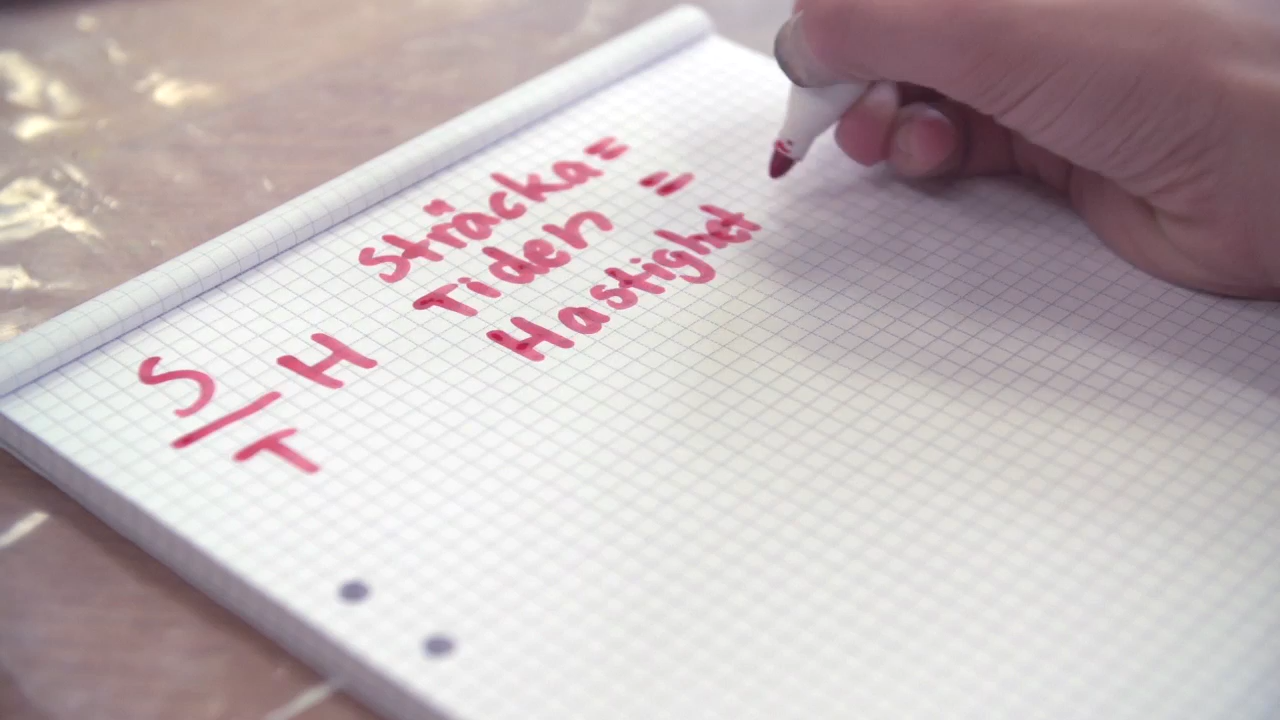 Sträcka =
Tiden =
Hastighet
S/T H